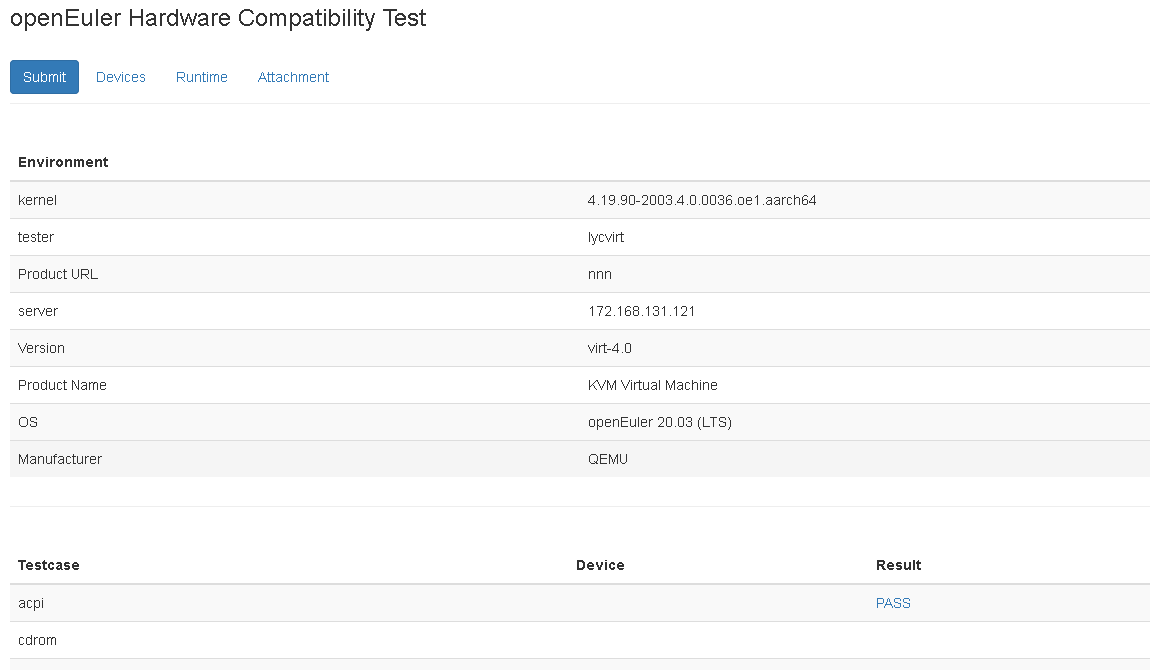 openEuler Hardware Compatibility Test
Submit Devices Runtime Attachment
Environment
kernel 4.19.90-2003.4.0.0036.oe1.aarch64
tester lycvirt
Product URL nnn
server 172.168.131.121
Version virt-4.0
Product Name KVM Virtual Machine
OS openEuler 20.03 (LTS)
Manufacturer QEMU
Testcase Device Result
acpi PASS
cdrom